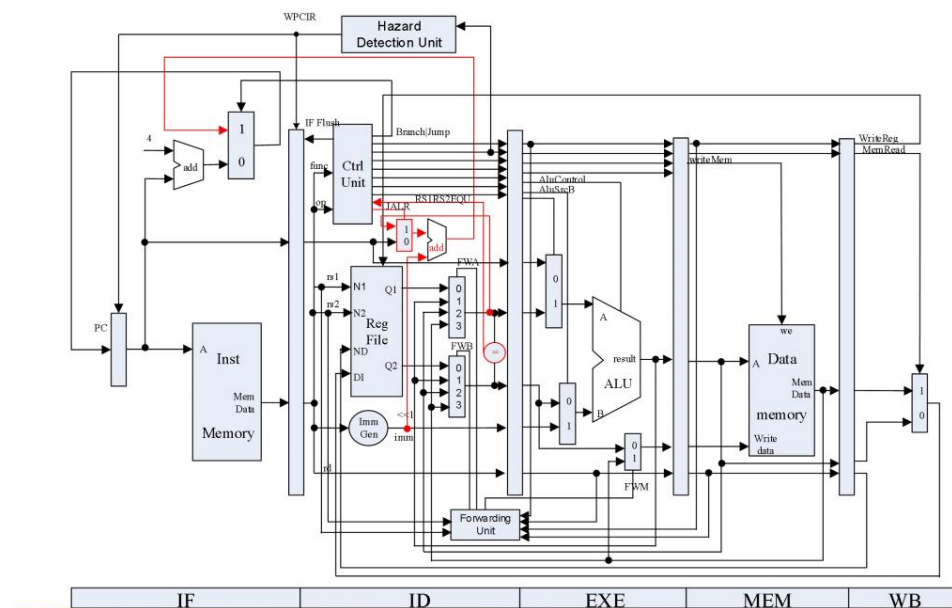 WPCIR
Hazard
Detection Unit
4
add
1
0
IF Flush
Ctrl
Unit
func
op
Branch|Jump
RS1RS2EQU
JALR
1
0
add
AluControl
AluSrcB
writeMem
WriteReg
MemRead
PC
A
Inst
Mem
Data
Memory
rs1
rs2
N1
N2
ND
DI
Reg
File
Q1
Q2
FWA
0
1
2
3
FWB
0
1
2
3
=
Imm
Gen
<<1
imm
rd
0
1
0
1
A
B
result
ALU
0
1
FWM
Forwarding
Unit
we
A
Data
memory
Mem
Data
Write
data
1
0
IF
ID
EXE
MEM
WB